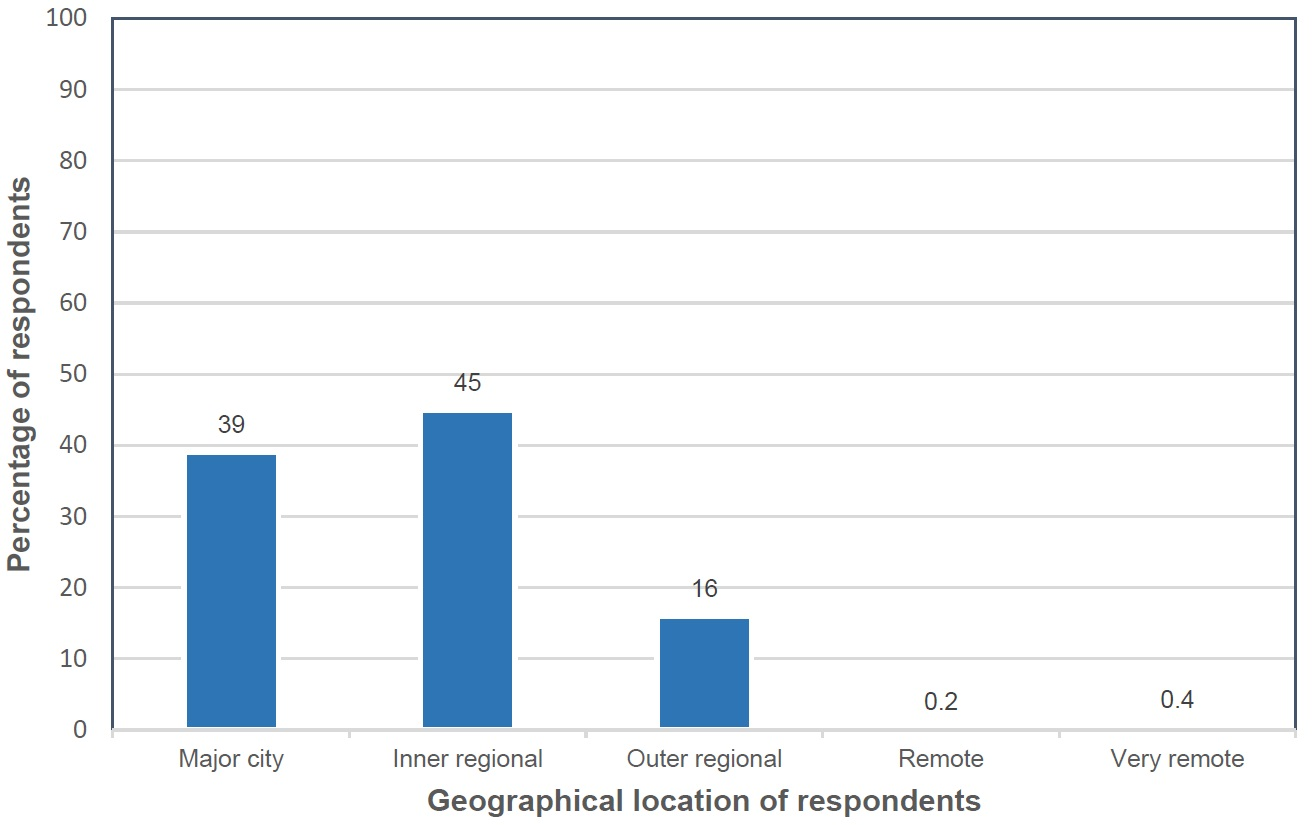 100
90
80
70
60
50
40
30
20
10
0
Percentage of respondents
39
45
16
0.2
0.4
Major city
Inner regional
Outer regional
Remote
Very remote
Geographical location of respondents